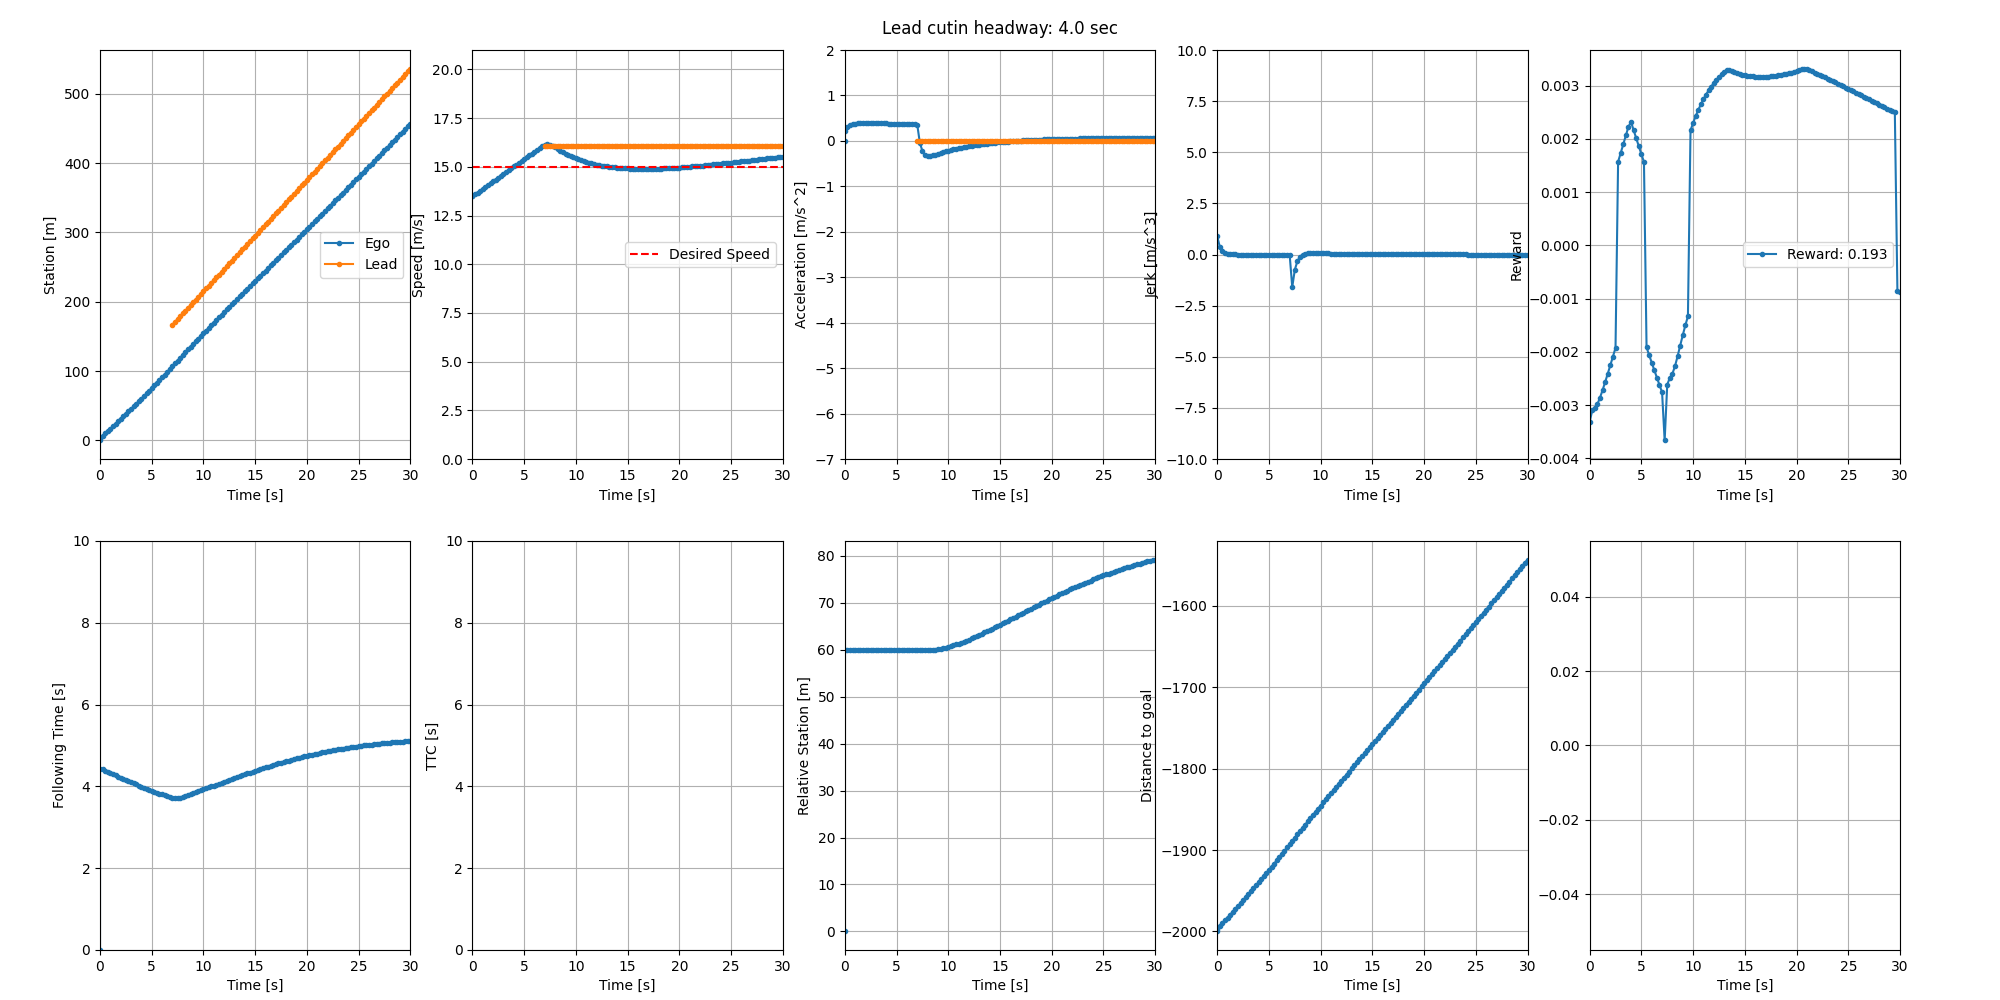 Lead cutin headway: 4.0 sec
Station [m]
500
400
300
200
100
0
0 5 10 15 20 25 30
Time [s]
Ego
Lead
Speed [m/s]
20.0
17.5
15.0
12.5
10.0
7.5
5.0
2.5
0.0
0 5 10 15 20 25 30
Time [s]
Desired Speed
Acceleration [m/s^2]
2
1
0
−1
−2
−3
−4
−5
−6
−7
0 5 10 15 20 25 30
Time [s]
Jerk [m/s^3]
10.0
7.5
5.0
2.5
0.0
−2.5
−5.0
−7.5
−10.0
0 5 10 15 20 25 30
Time [s]
Reward
0.003
0.002
0.001
0.000
−0.001
−0.002
−0.003
−0.004
0 5 10 15 20 25 30
Time [s]
Reward: 0.193
Following Time [s]
10
8
6
4
2
0
0 5 10 15 20 25 30
Time [s]
TTC [s]
10
8
6
4
2
0
0 5 10 15 20 25 30
Time [s]
Relative Station [m]
80
70
60
50
40
30
20
10
0
0 5 10 15 20 25 30
Time [s]
Distance to goal
−1600
−1700
−1800
−1900
−2000
0 5 10 15 20 25 30
Time [s]
0.04
0.02
0.00
−0.02
−0.04
0 5 10 15 20 25 30
Time [s]